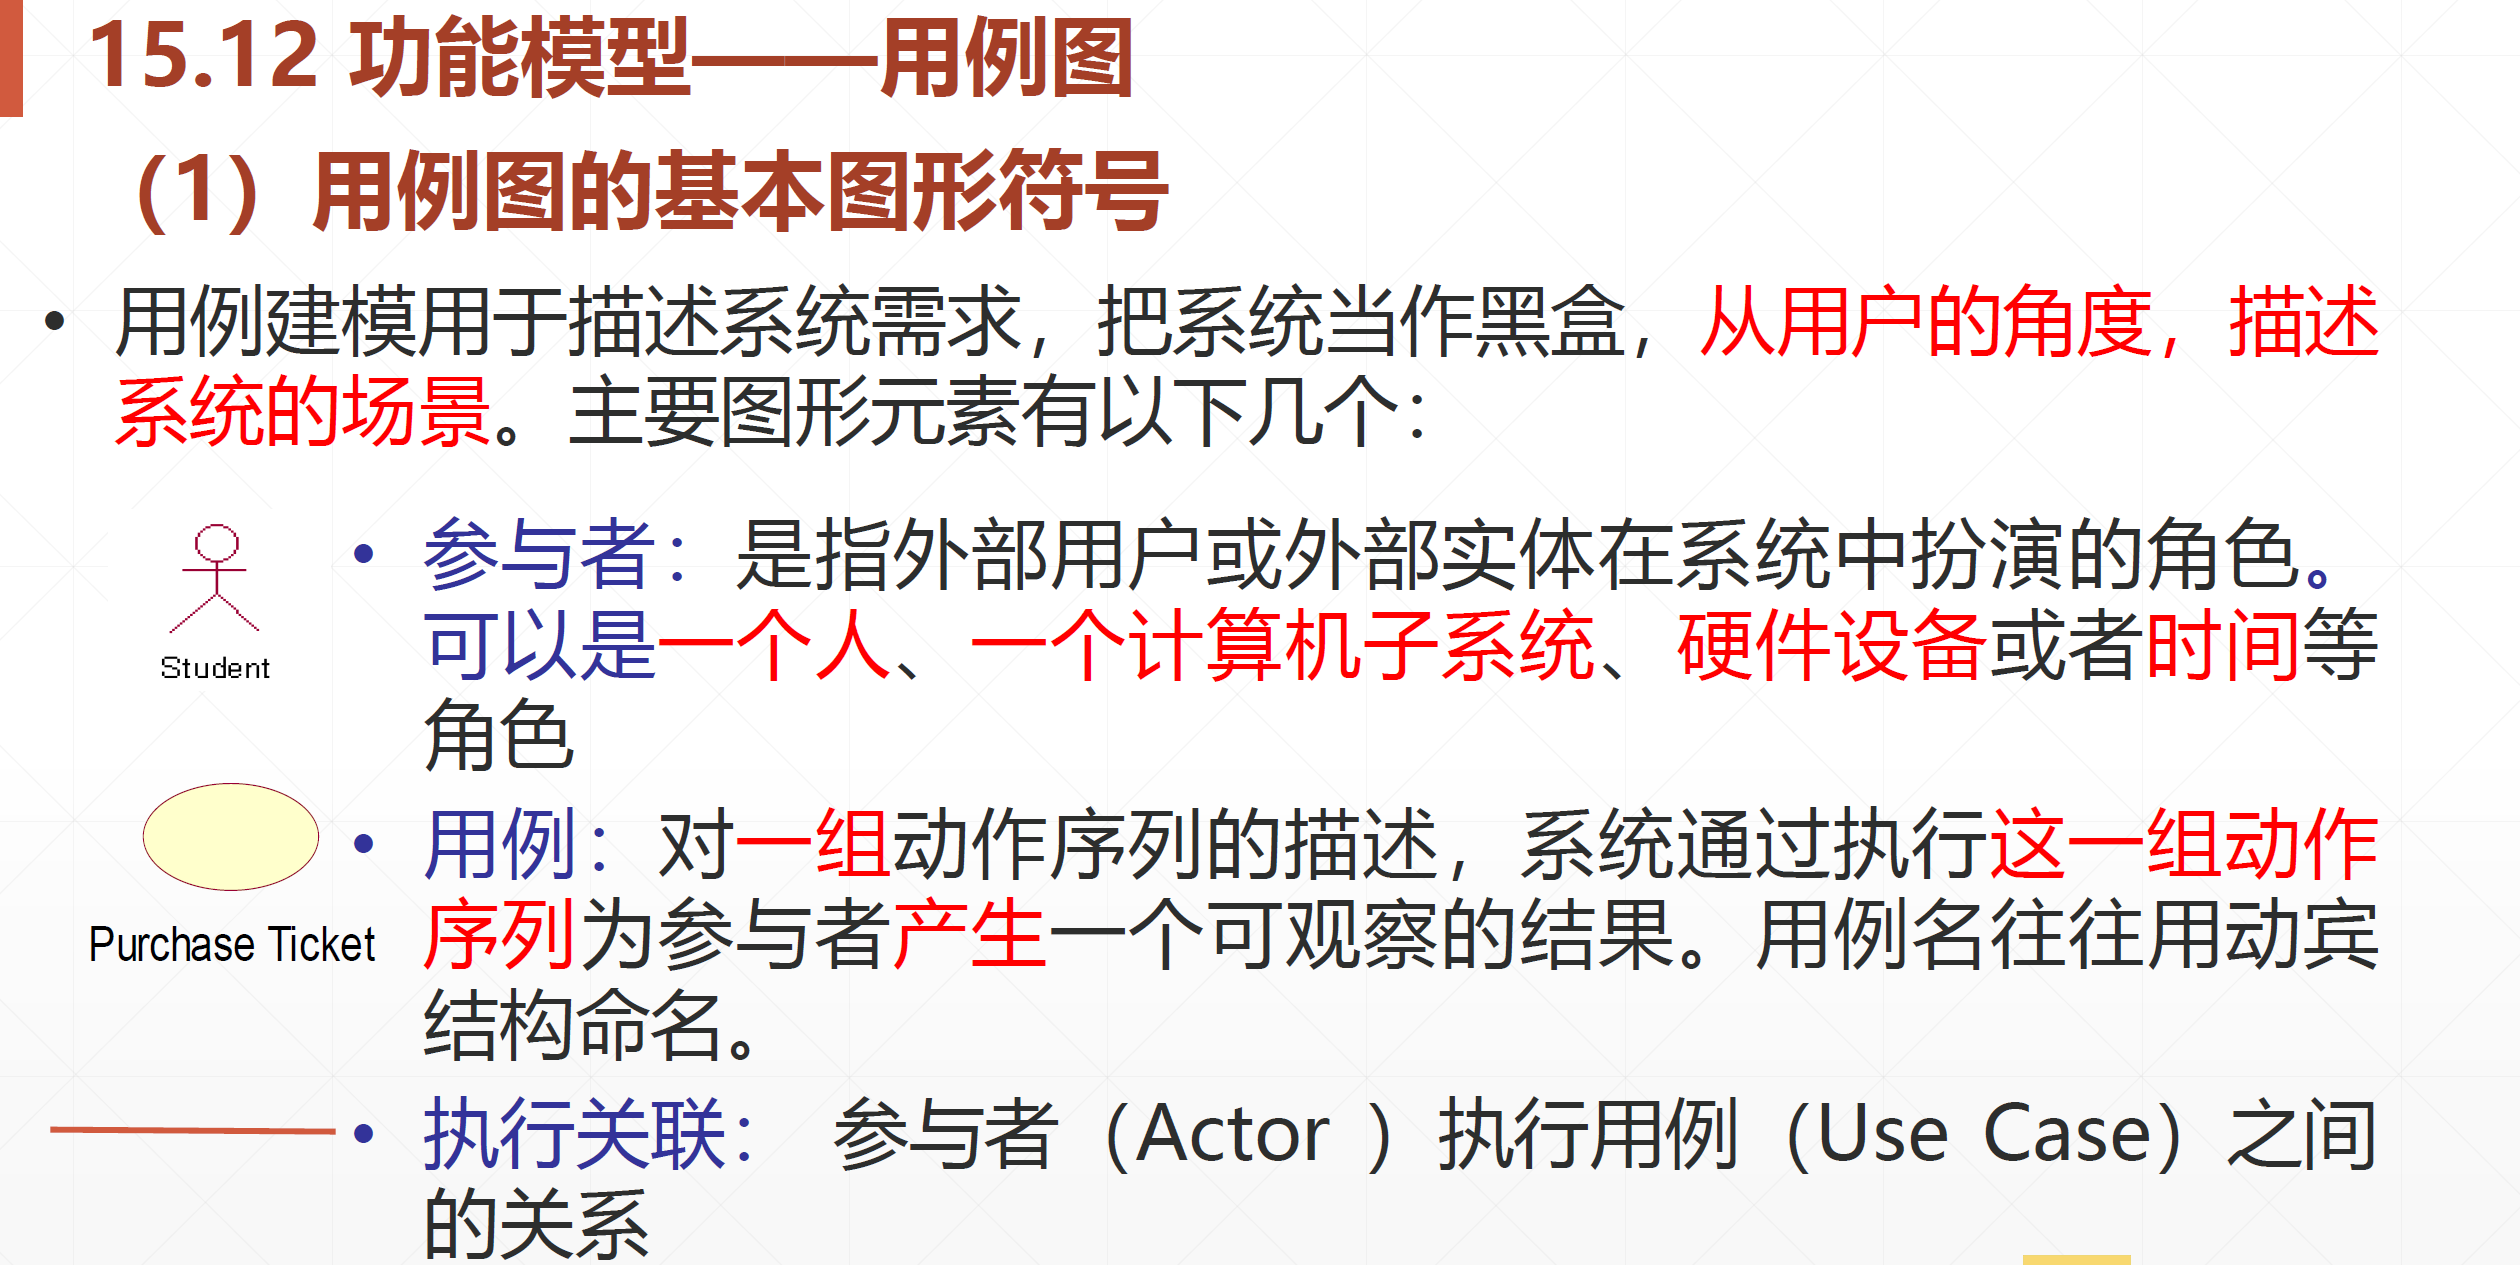 15.12 功能模型——用例图
（1）用例图的基本图形符号
• 用例建模用于描述系统需求，把系统当作黑盒，从用户的角度，描述
系统的场景。主要图形元素有以下几个：
• 参与者：是指外部用户或外部实体在系统中扮演的角色。
可以是一个人、一个计算机子系统、硬件设备或者时间等
角色
Student
• 用例：对一组动作序列的描述，系统通过执行这一组动作
序列为参与者产生一个可观察的结果。用例名往往用动宾
结构命名。
Purchase Ticket
• 执行关联： 参与者（Actor ）执行用例（Use Case）之间
的关系